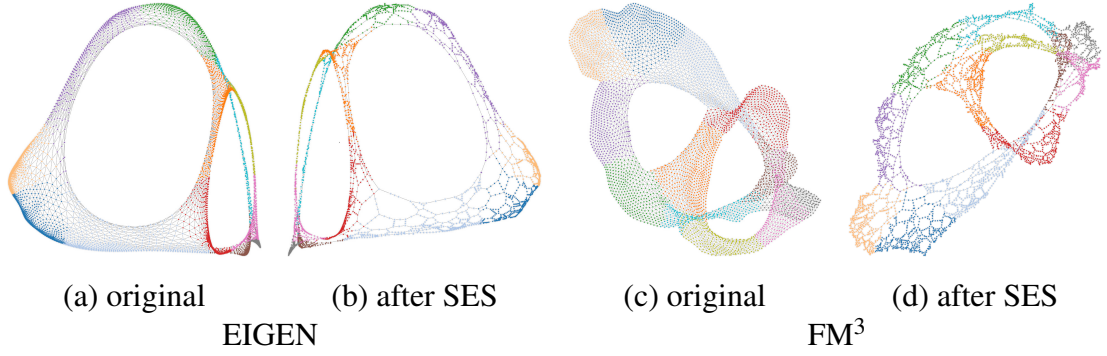 (a) original (b) after SES (c) original (d) after SES
EIGEN FM³